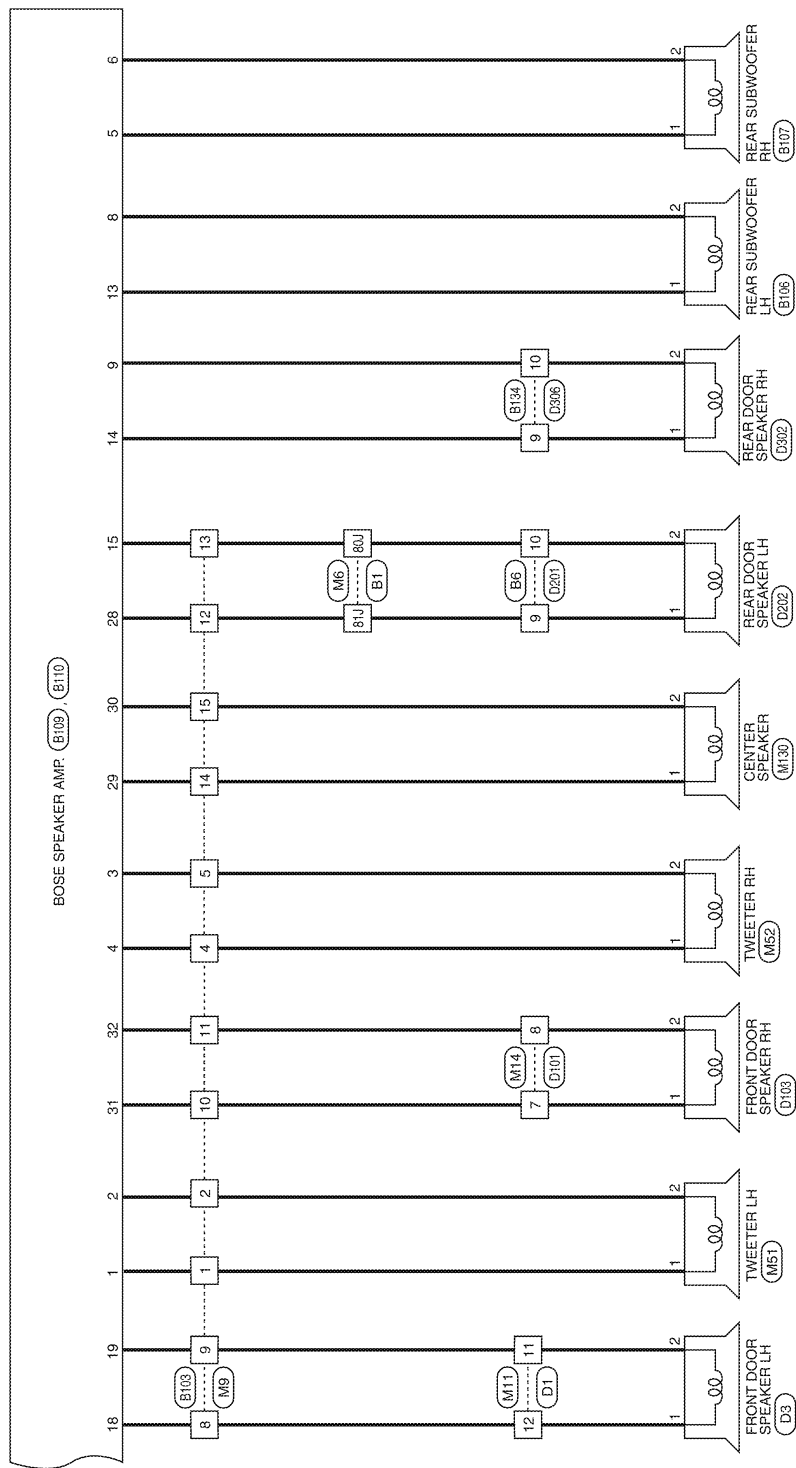 BOSE SPEAKER AMP. B109, B110
18 19 1 2 31 32 4 3 29 30 28 15 14 9 13 8 5 6
B103
8 9 1 2 10 11 4 5 14 15 12 13
M9
M6
81J 80J
B1
M11
12 11
D1
M14
7 8
D101
B6
9 10
D201
B134
9 10
D306
1 2 1 2 1 2 1 2 1 2 1 2 1 2 1 2 1 2
FRONT DOOR
SPEAKER LH
D3
TWEETER LH
M51
FRONT DOOR
SPEAKER RH
D103
TWEETER RH
M52
CENTER
SPEAKER
M130
REAR DOOR
SPEAKER LH
D202
REAR DOOR
SPEAKER RH
D302
REAR SUBWOOFER
LH
B106
REAR SUBWOOFER
RH
B107